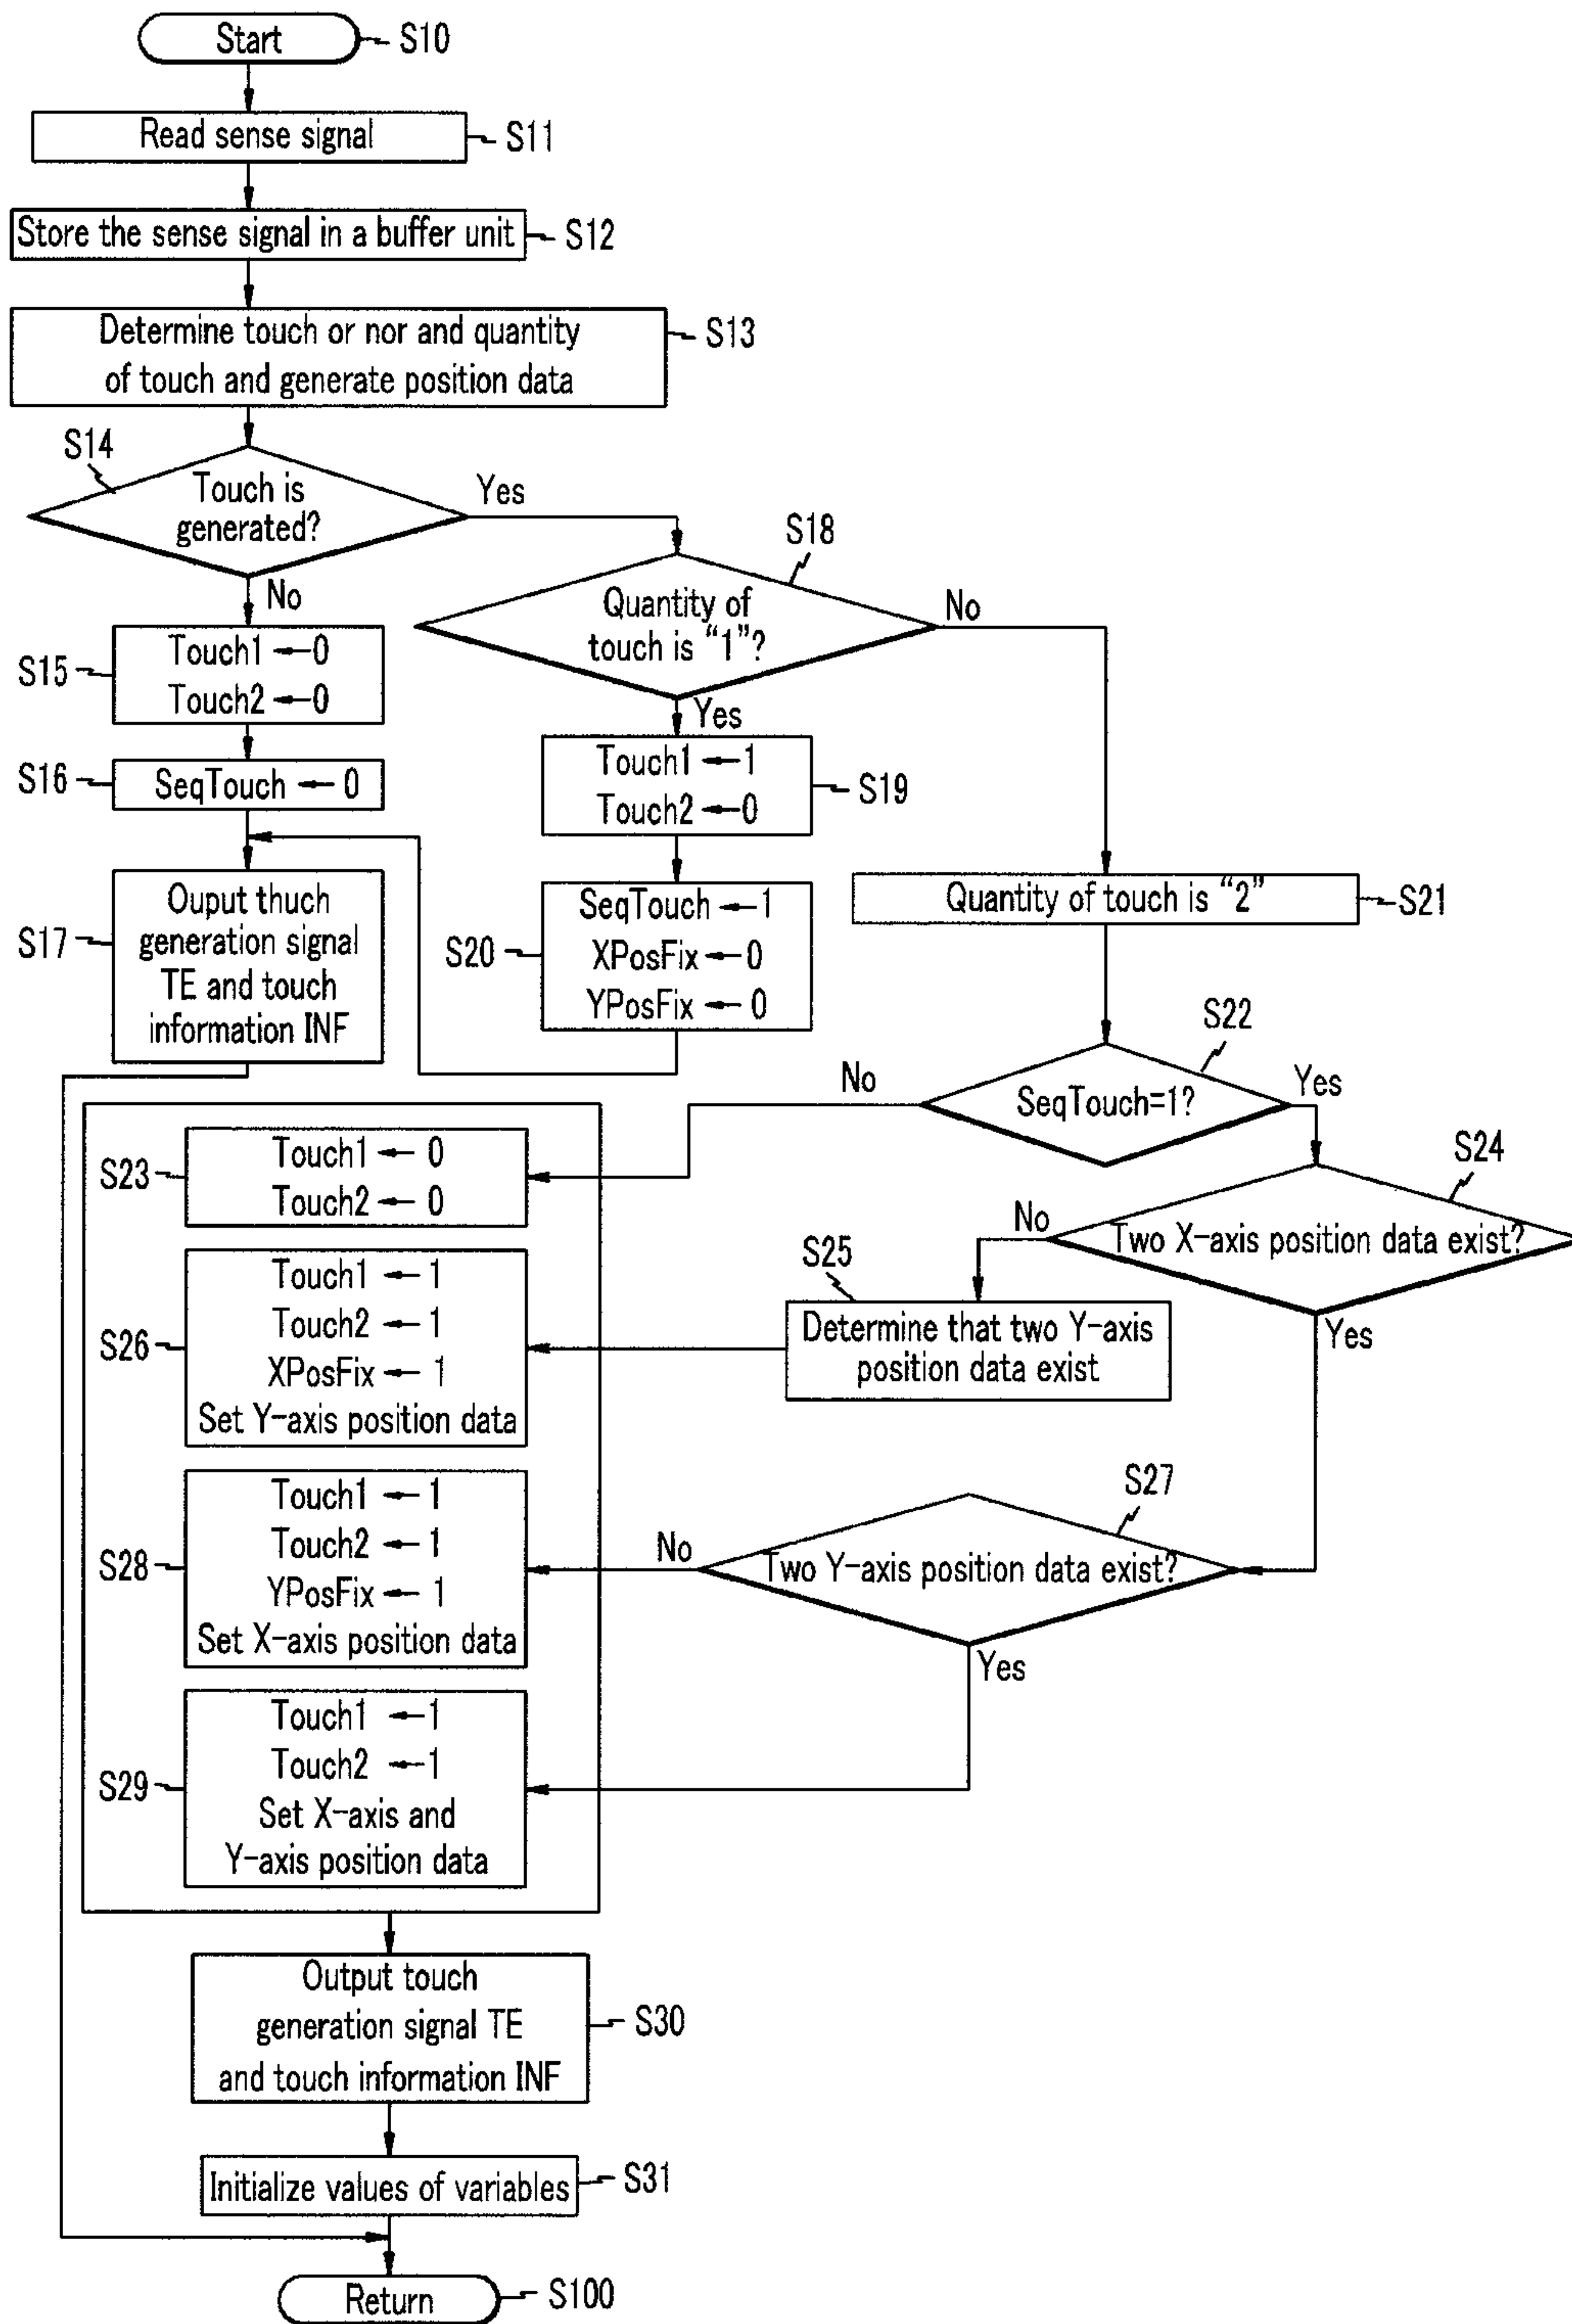 Start
S10
Read sense signal
S11
Store the sense signal in a buffer unit
S12
Determine touch or nor and quantity
of touch and generate position data
S13
S14
Touch is
generated?
Yes
No
S18
Quantity of
touch is “1”?
No
Yes
S15
Touch1 ←0
Touch2 ←0
S16
SeqTouch ← 0
Touch1 ←1
Touch2 ←0
S19
S17
Ouput thuch
generation signal
TE and touch
information INF
S20
SeqTouch ←1
XPosFix ←0
YPosFix ← 0
Quantity of touch is “2”
S21
S22
SeqTouch=1?
No
Yes
S23
Touch1 ← 0
Touch2 ← 0
S24
Two X-axis position data exist?
No
Yes
S25
Determine that two Y-axis
position data exist
S26
Touch1 ← 1
Touch2 ← 1
XPosFix ← 1
Set Y-axis position data
S27
Two Y-axis position data exist?
No
Yes
S28
Touch1 ← 1
Touch2 ← 1
YPosFix ← 1
Set X-axis position data
S29
Touch1 ←1
Touch2 ←1
Set X-axis and
Y-axis position data
Output touch
generation signal TE
and touch information INF
S30
Initialize values of variables
S31
Return
S100